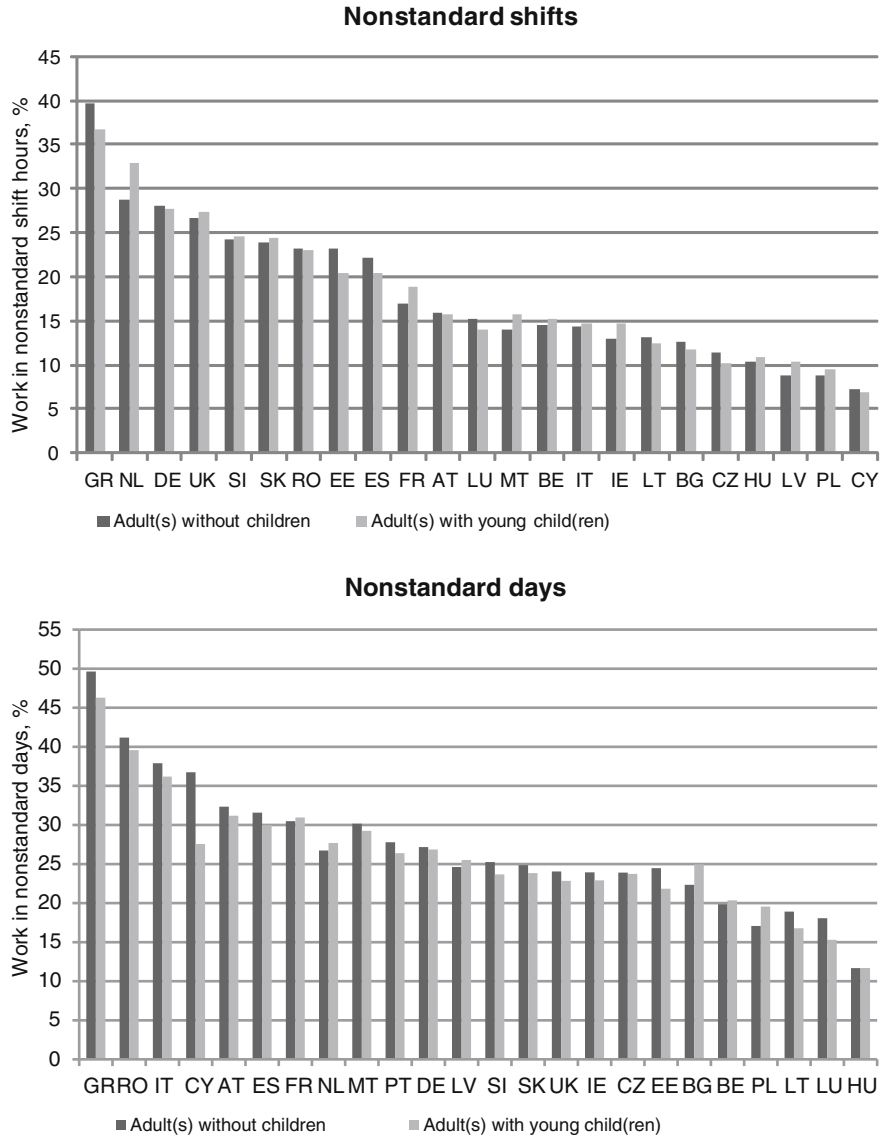 Nonstandard shifts
Work in nonstandard shift hours, %
45
40
35
30
25
20
15
10
5
0
GR NL DE UK SI SK RO EE ES FR AT LU MT BE IT IE LT BG CZ HU LV PL CY
Adult(s) without children Adult(s) with young child(ren)
Nonstandard days
Work in nonstandard days, %
55
50
45
40
35
30
25
20
15
10
5
0
GR RO IT CY AT ES FR NL MT PT DE LV SI SK UK IE CZ EE BG BE PL LT LU HU
Adult(s) without children Adult(s) with young child(ren)